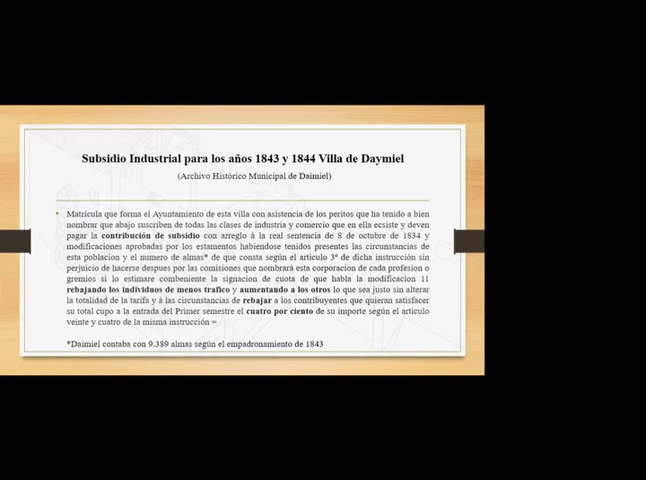 Subsidio Industrial para los años 1843 y 1844 Villa de Daymiel
(Archivo Histórico Municipal de Daimiel)
• Matricula que forma el Ayuntamiento de esta villa con asistencia de los peritos que ha tenido a bien
nombrar que abajo suscriben de todas las clases de industria y comercio que en ella ecsiste y deven
pagar la contribución de subsidio con arreglo á la real sentencia de 8 de octubre de 1834 y
modificaciones aprobadas por los estamentos habiendose tenidos presentes las circunstancias de
esta poblacion y el numero de almas* de que consta según el articulo 3º de dicha instrucción sin
perjuicio de hacerse despues por las comisiones que nombrará esta corporacion de cada profesion o
gremios si lo estimare combeniente la signacion de cuota de que habla la modificacion 11
rebajando los individuos de menos trafico y aumentando a los otros lo que sea justo sin alterar
la totalidad de la tarifa y á las circunstancias de rebajar a los contribuyentes que quieran satisfacer
su total cupo a la entrada del Primer semestre el cuatro por ciento de su importe según el articulo
veinte y cuatro de la misma instrucción =
*Daimiel contaba con 9.389 almas según el empadronamiento de 1843